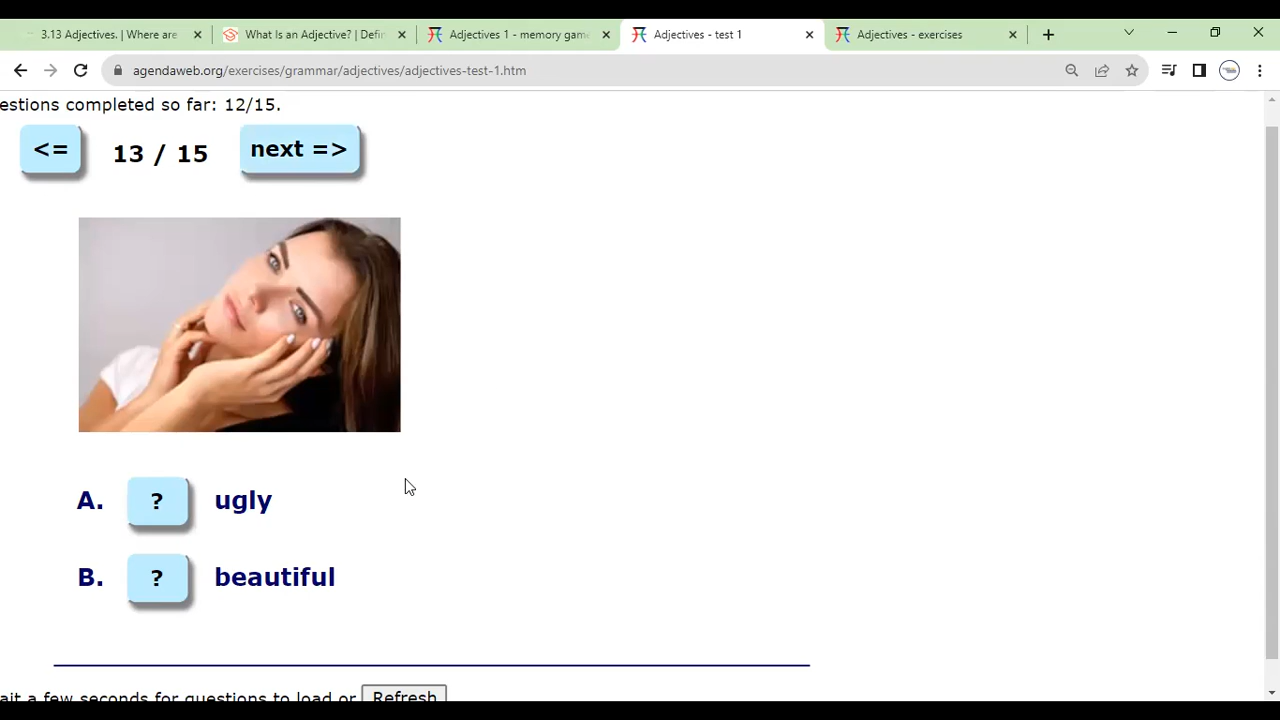 3.13 Adjectives. | Where are
What Is an Adjective? | Defin
Adjectives 1 - memory game
Adjectives - test 1
Adjectives - exercises
agendaweb.org/exercises/grammar/adjectives/adjectives-test-1.htm
estions completed so far: 12/15.
<= 13 / 15 next =>
A. ? ugly
B. ? beautiful
ait a few seconds for questions to load or Refresh